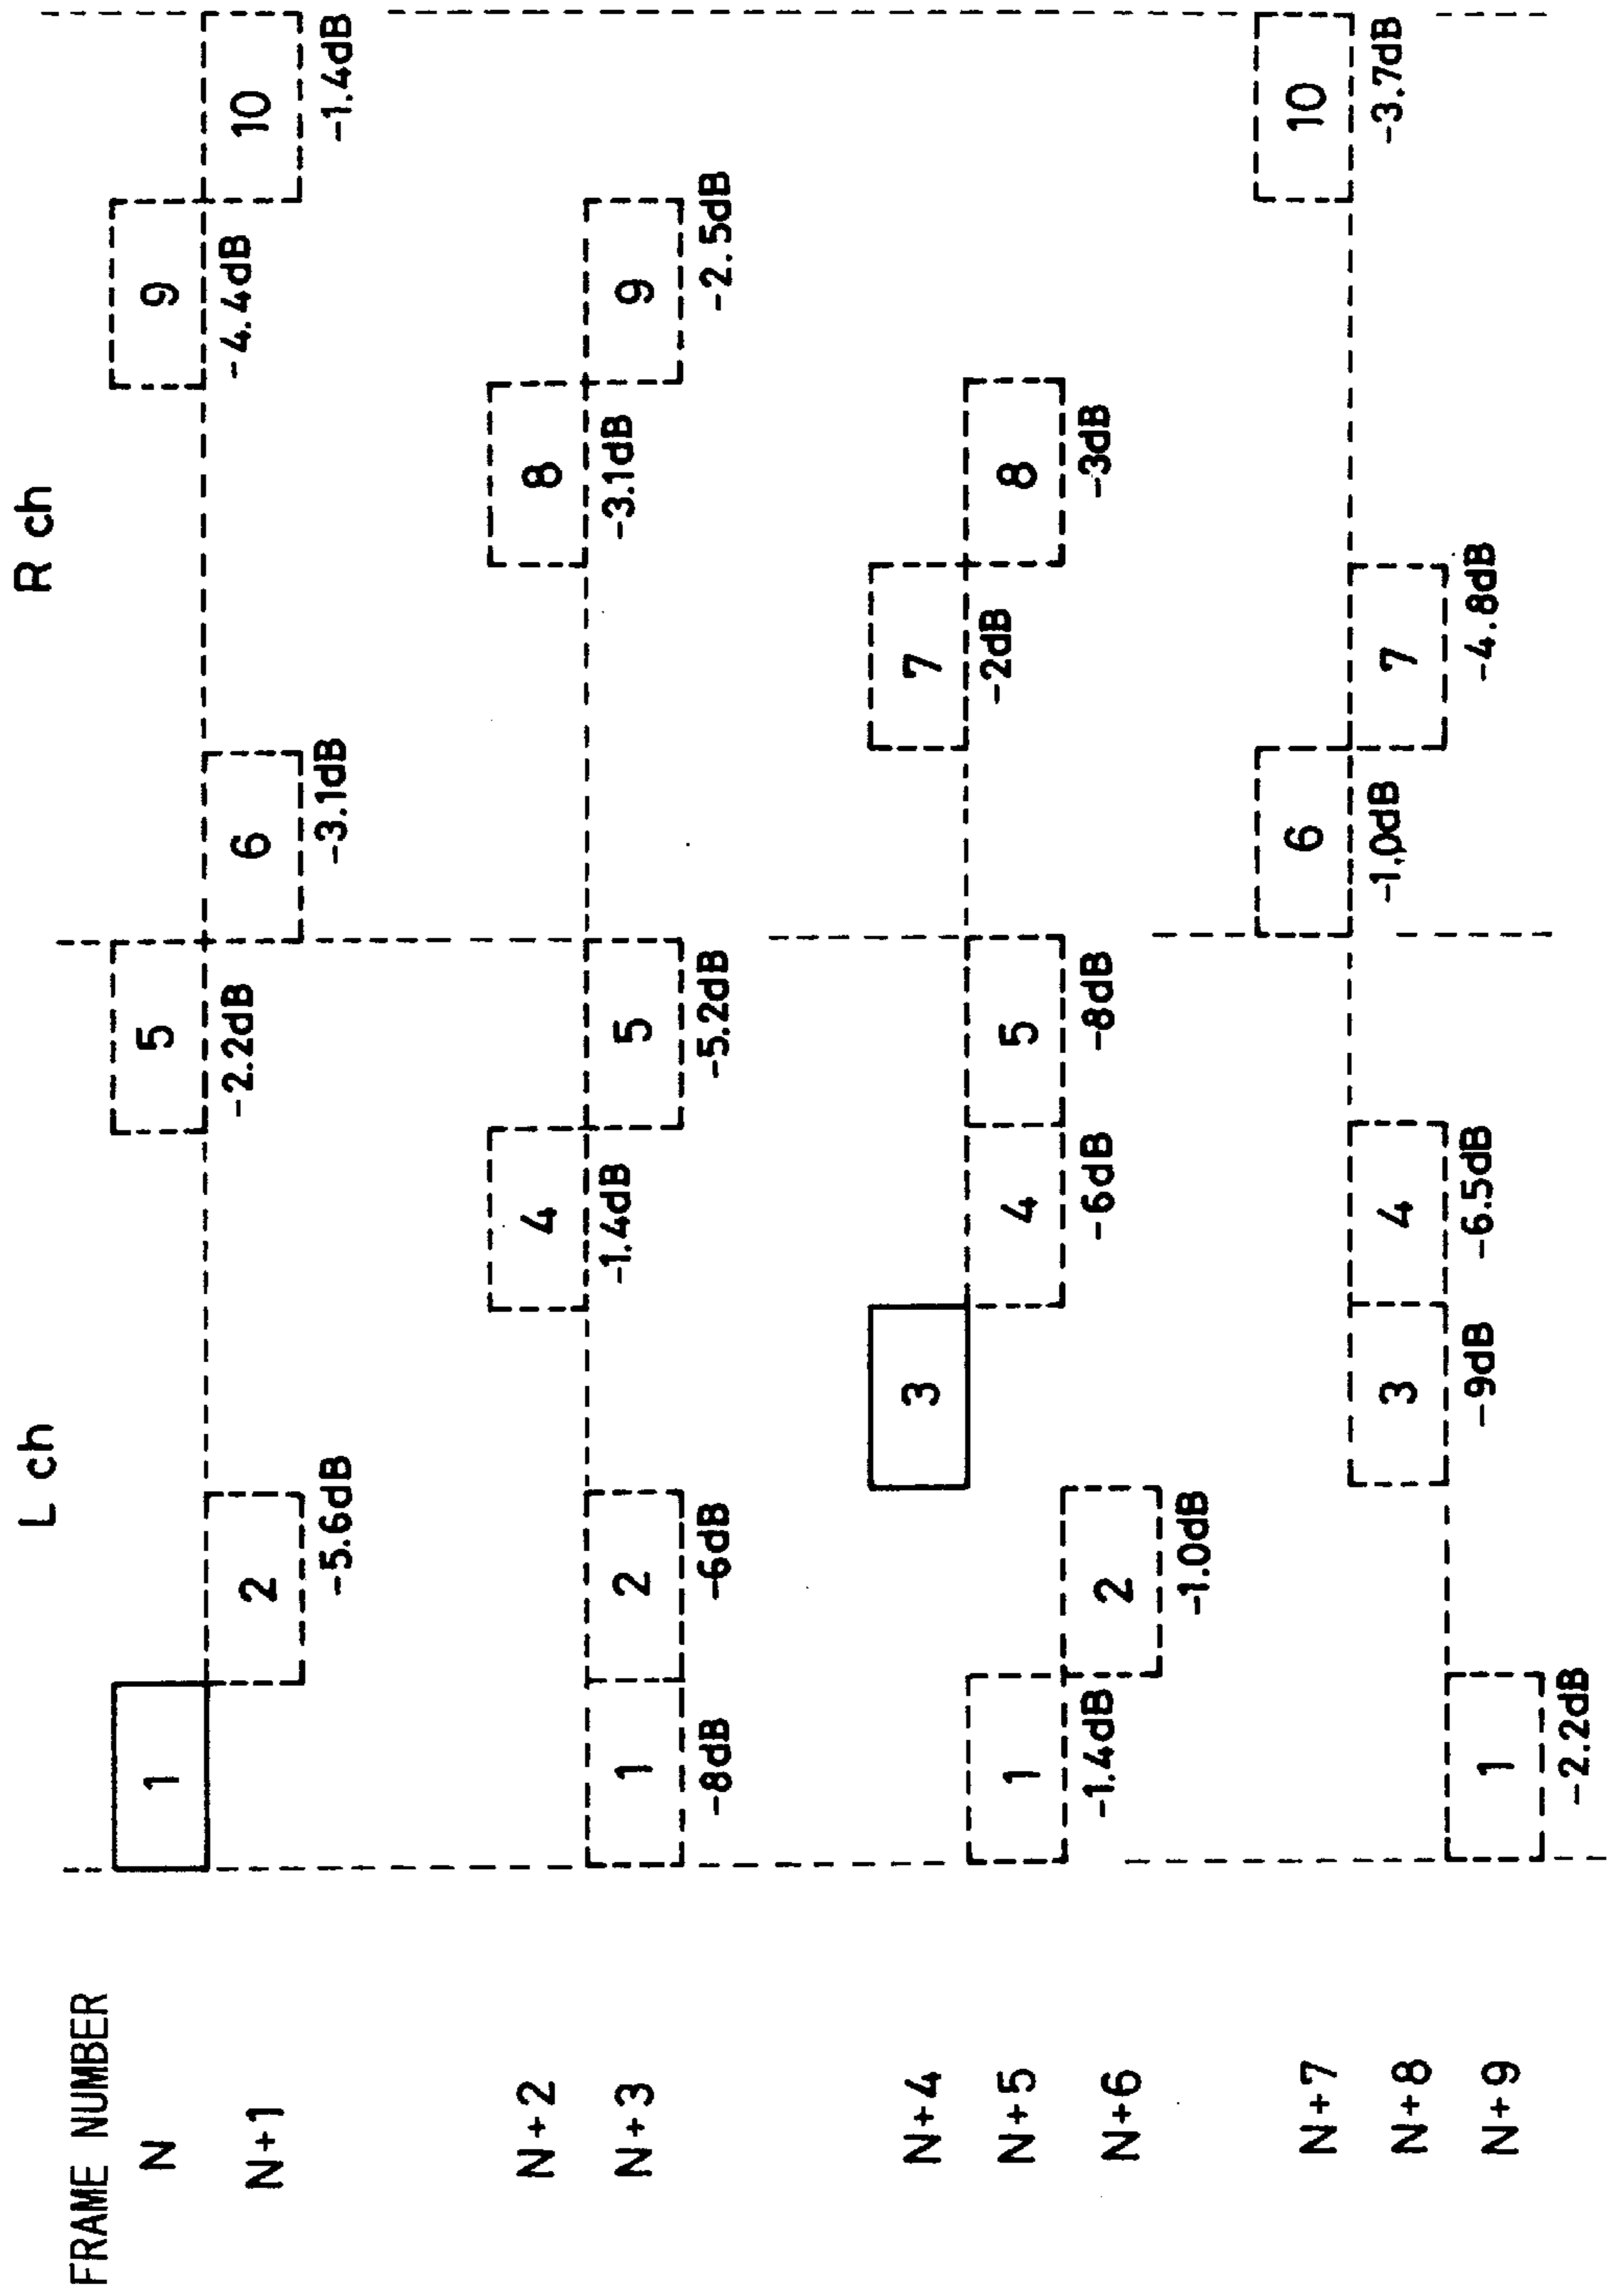 L ch R ch
FRAME NUMBER
N 1 5 9
-2.2dB -4.4dB
N+1 2 6 10
-5.6dB -3.1dB -1.4dB
N+2 4 8
-1.4dB -3.1dB
N+3 1 2 5 9
-8dB -6dB -5.2dB -2.5dB
N+4 3 7
-2dB
N+5 1 4 5 8
-1.4dB -6dB -8dB -3dB
N+6 2
-1.0dB
N+7 6 10
-1.0dB -3.7dB
N+8 3 4 7
-9dB -6.5dB -4.8dB
N+9 1
-2.2dB